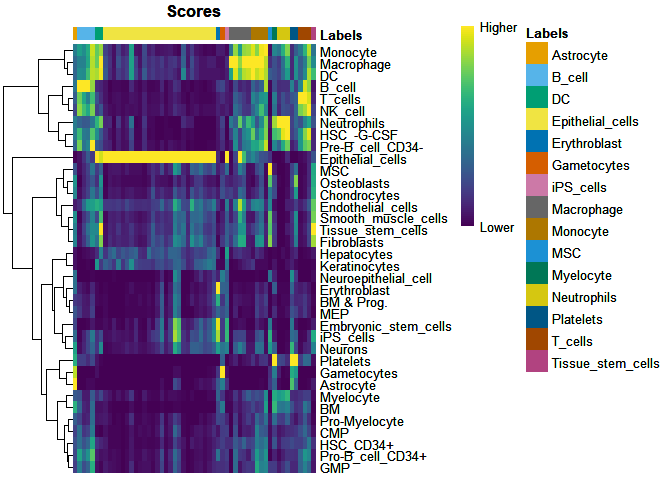 Scores
Labels
Monocyte
Macrophage
DC
B_cell
T_cells
NK_cell
Neutrophils
HSC_-G-CSF
Pre-B_cell_CD34-
Epithelial_cells
MSC
Osteoblasts
Chondrocytes
Endothelial_cells
Smooth_muscle_cells
Tissue_stem_cells
Fibroblasts
Hepatocytes
Keratinocytes
Neuroepithelial_cell
Erythroblast
BM & Prog.
MEP
Embryonic_stem_cells
iPS_cells
Neurons
Platelets
Gametocytes
Astrocyte
Myelocyte
BM
Pro-Myelocyte
CMP
HSC_CD34+
Pro-B_cell_CD34+
GMP
Higher
Lower
Labels
Astrocyte
B_cell
DC
Epithelial_cells
Erythroblast
Gametocytes
iPS_cells
Macrophage
Monocyte
MSC
Myelocyte
Neutrophils
Platelets
T_cells
Tissue_stem_cells